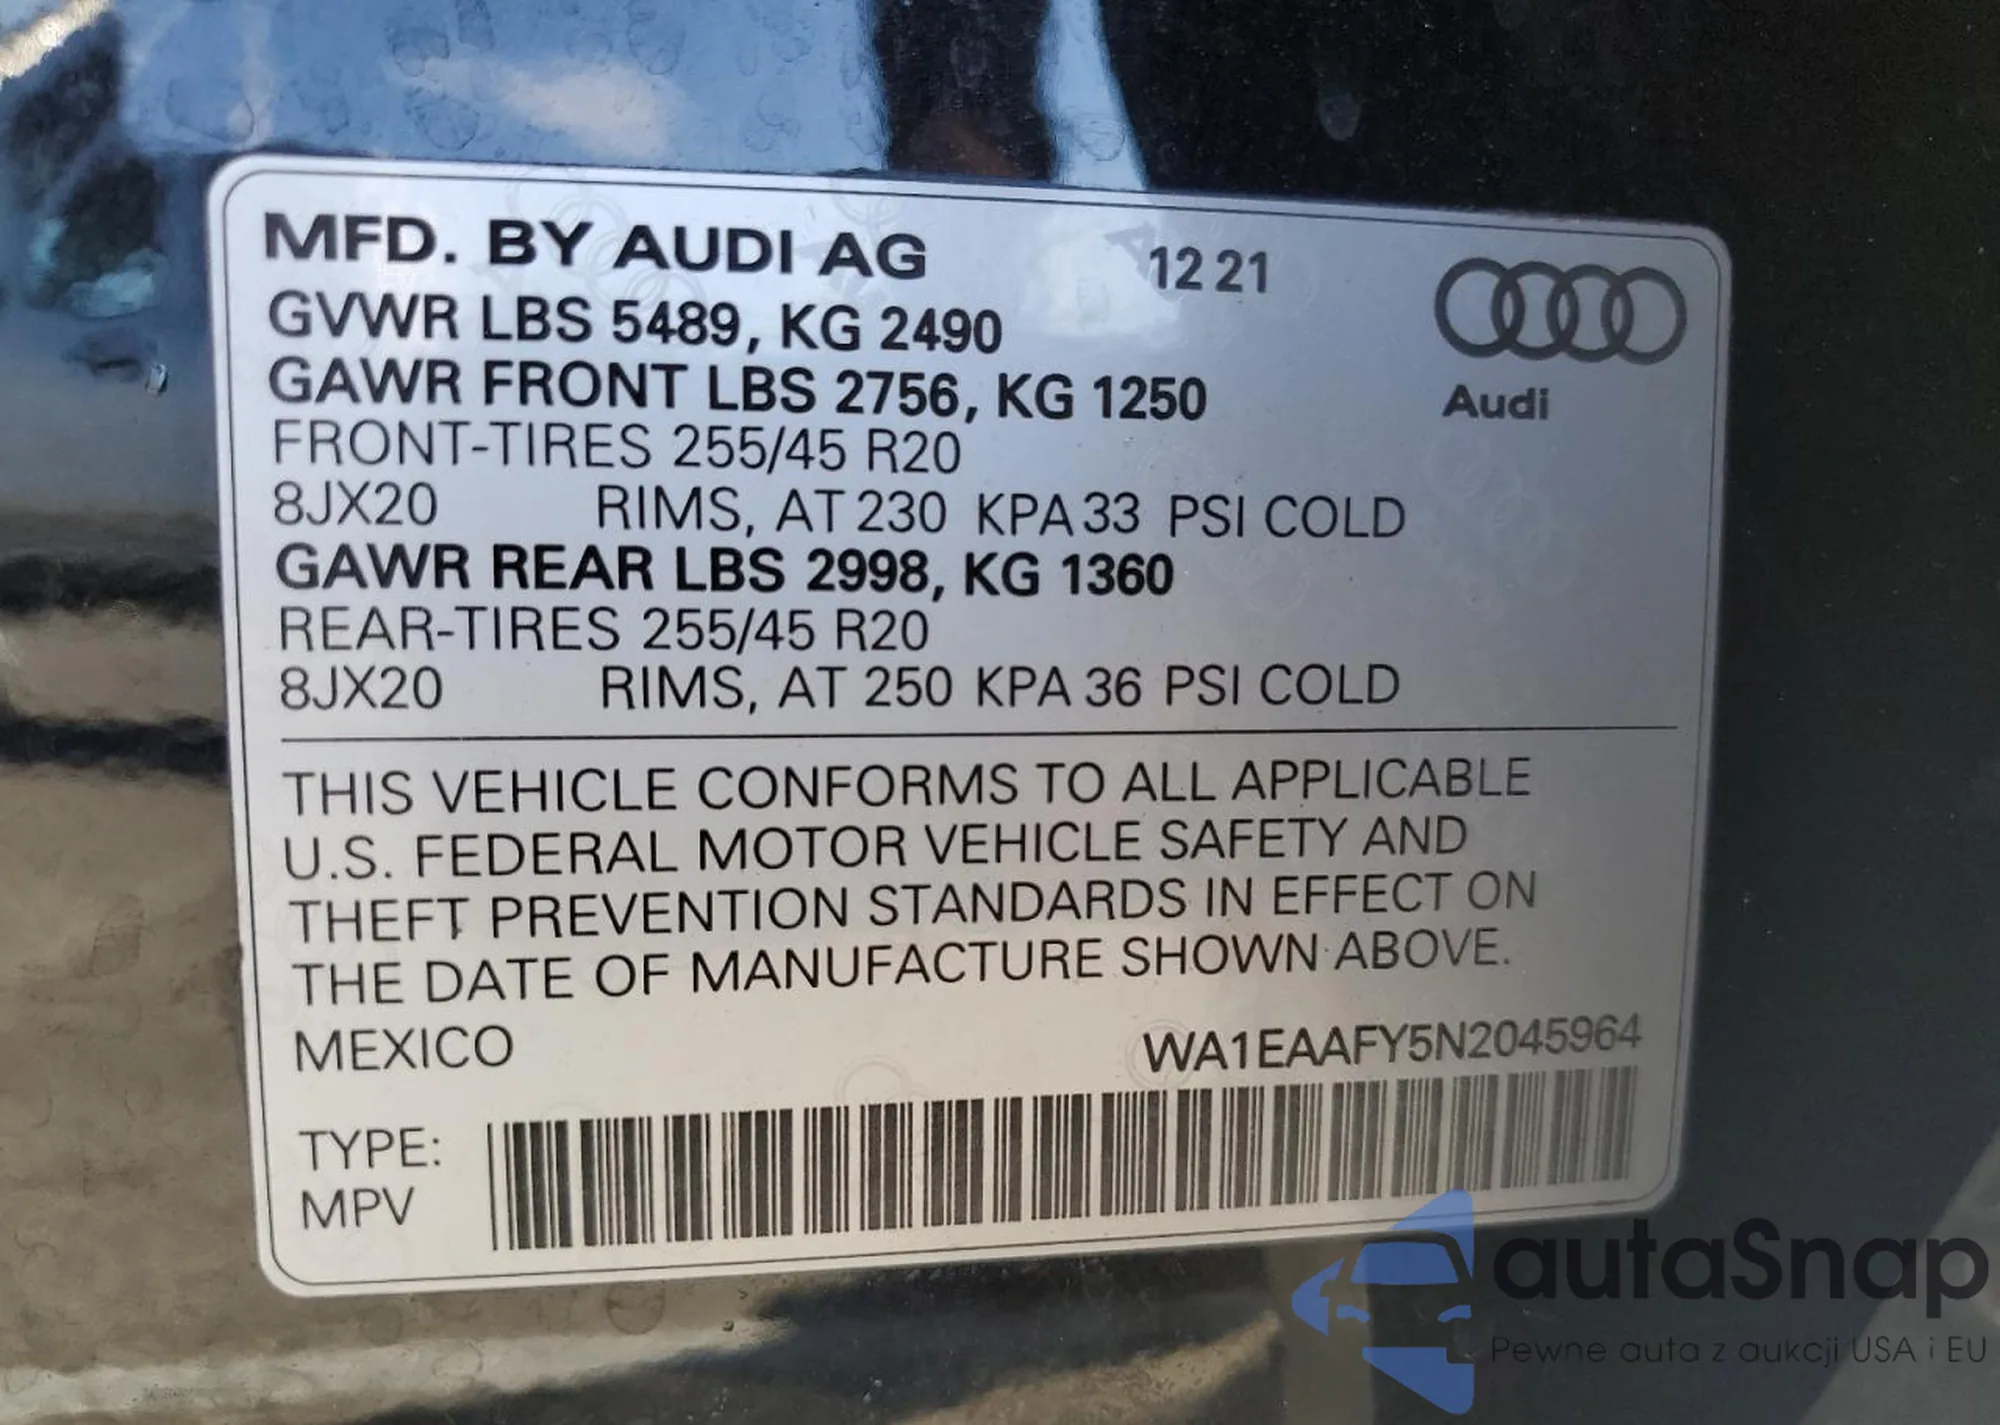 MFD. BY AUDI AG 12 21
GVWR LBS 5489, KG 2490
GAWR FRONT LBS 2756, KG 1250
Audi
FRONT-TIRES 255/45 R20
8JX20 RIMS, AT 230 KPA 33 PSI COLD
GAWR REAR LBS 2998, KG 1360
REAR-TIRES 255/45 R20
8JX20 RIMS, AT 250 KPA 36 PSI COLD
THIS VEHICLE CONFORMS TO ALL APPLICABLE
U.S. FEDERAL MOTOR VEHICLE SAFETY AND
THEFT PREVENTION STANDARDS IN EFFECT ON
THE DATE OF MANUFACTURE SHOWN ABOVE.
MEXICO WA1EAAFY5N2045964
TYPE:
MPV
autaSnap
Pewne auta z aukcji USA i EU